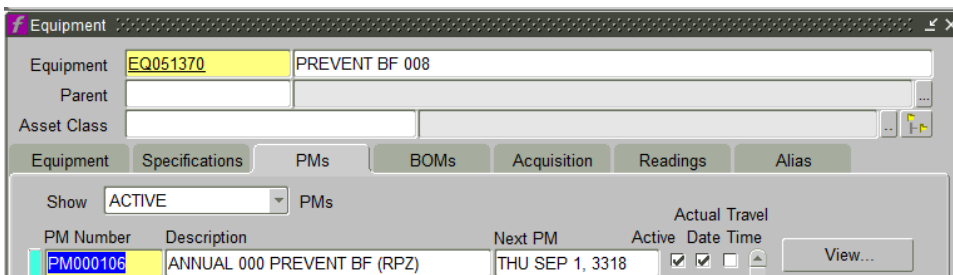 Equipment
Equipment EQ051370 PREVENT BF 008
Parent ...
Asset Class ..
Equipment Specifications PMs BOMs Acquisition Readings Alias
Show ACTIVE PMs
Actual Travel
PM Number Description Next PM Active Date Time
PM000106 ANNUAL 000 PREVENT BF (RPZ) THU SEP 1, 3318 View...